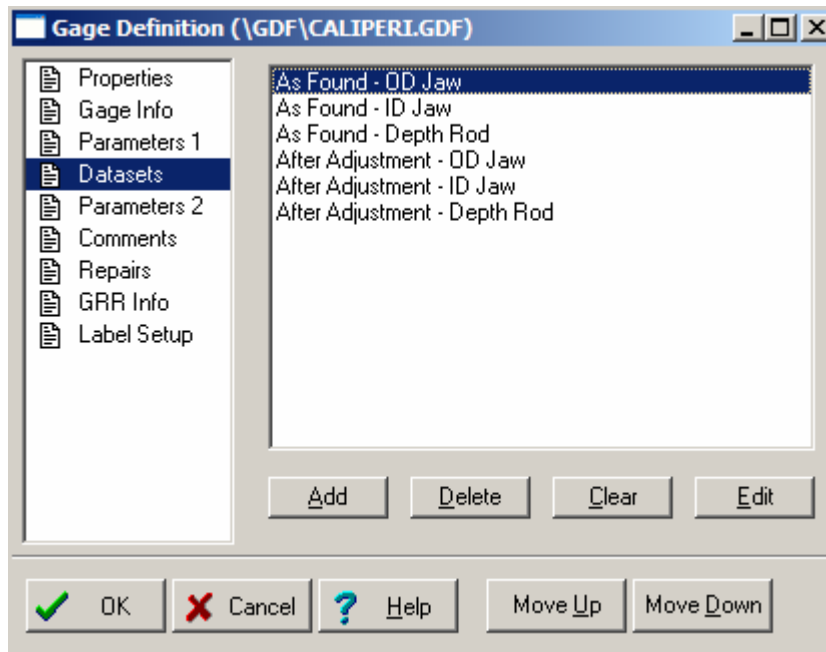 Gage Definition (\GDF\CALIPERI.GDF)
Properties
Gage Info
Parameters 1
Datasets
Parameters 2
Comments
Repairs
GRR Info
Label Setup
As Found - OD Jaw
As Found - ID Jaw
As Found - Depth Rod
After Adjustment - OD Jaw
After Adjustment - ID Jaw
After Adjustment - Depth Rod
Add Delete Clear Edit
OK Cancel Help Move Up Move Down